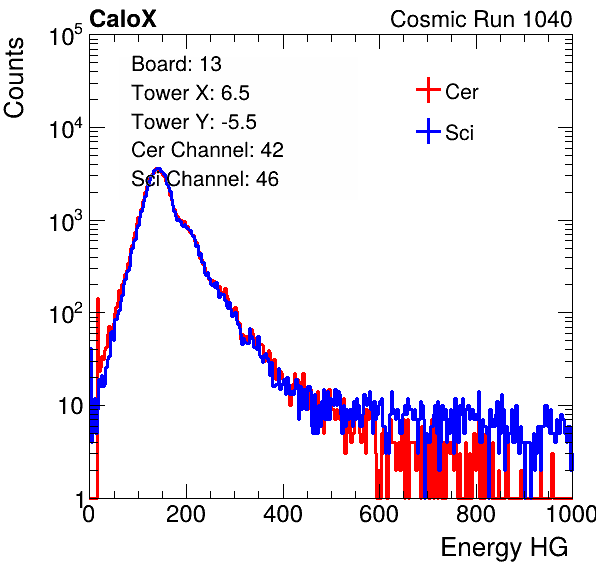 CaloX Cosmic Run 1040
Counts
Board: 13
Tower X: 6.5
Tower Y: -5.5
Cer Channel: 42
Sci Channel: 46
Cer
Sci
10^5
10^4
10^3
10^2
10
1
0 200 400 600 800 1000
Energy HG